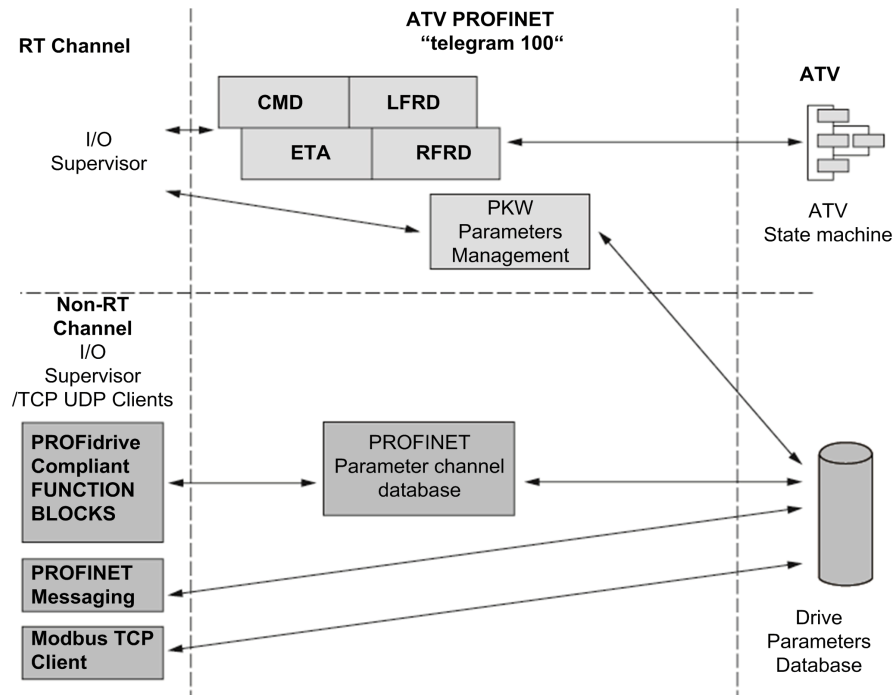 RT Channel
ATV PROFINET
“telegram 100“
ATV
CMD
LFRD
ETA
RFRD
I/O
Supervisor
PKW
Parameters
Management
ATV
State machine
Non-RT
Channel
I/O
Supervisor
/TCP UDP Clients
PROFidrive
Compliant
FUNCTION
BLOCKS
PROFINET
Parameter channel
database
PROFINET
Messaging
Modbus TCP
Client
Drive
Parameters
Database